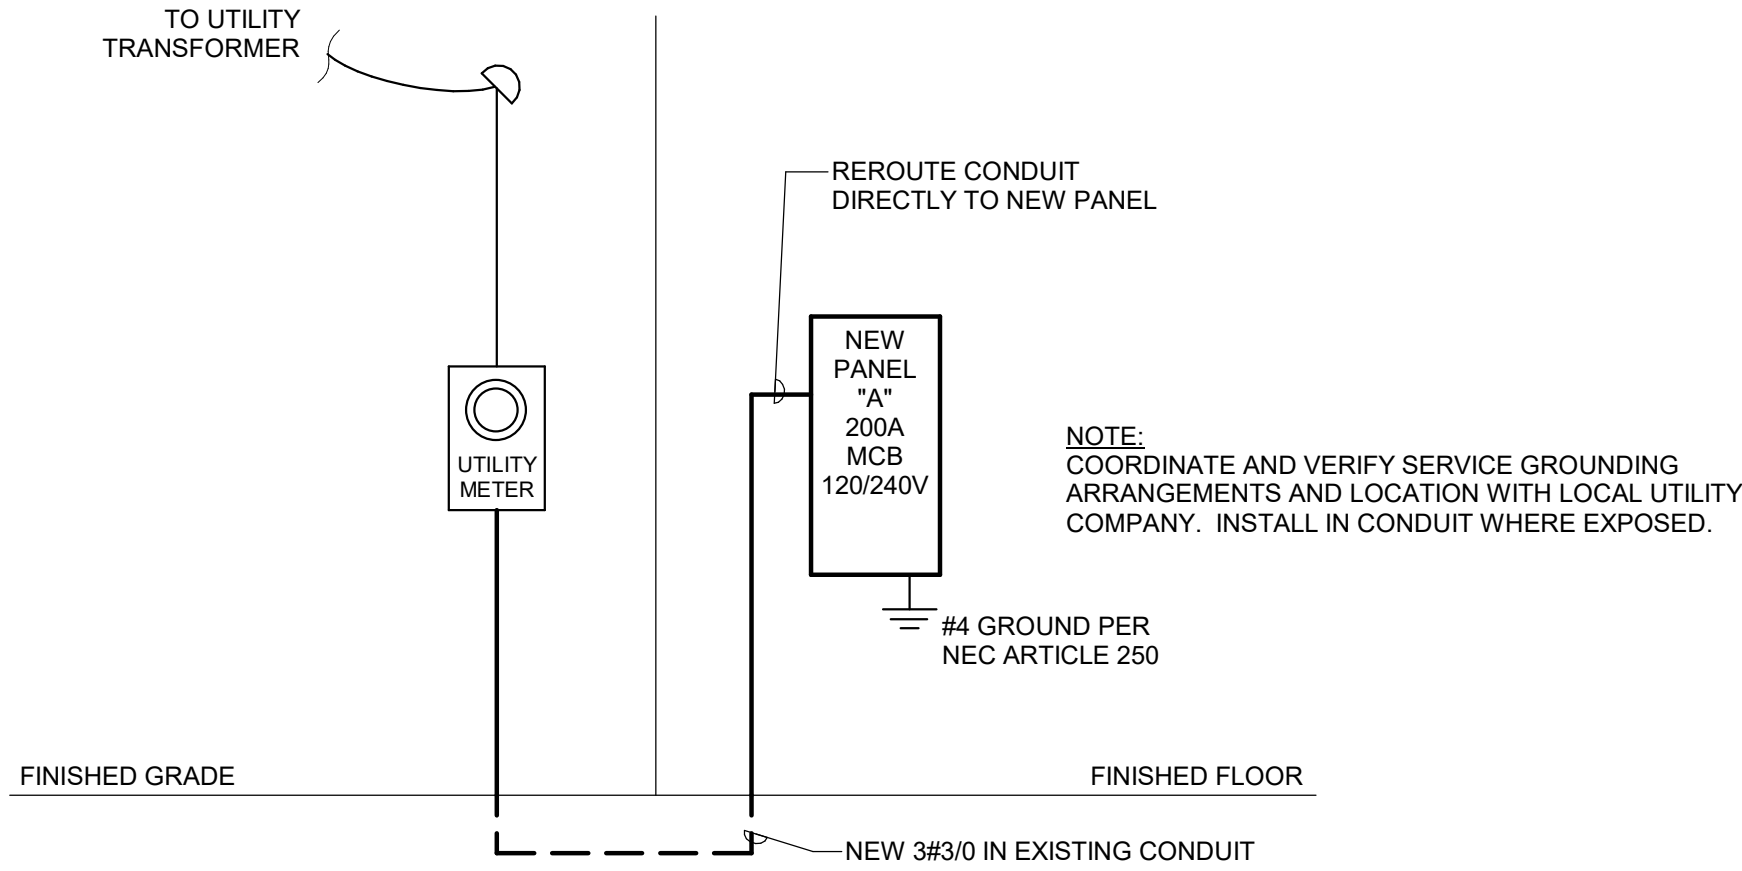 TO UTILITY
TRANSFORMER
REROUTE CONDUIT
DIRECTLY TO NEW PANEL
NEW
PANEL
"A"
200A
MCB
120/240V
UTILITY
METER
NOTE:
COORDINATE AND VERIFY SERVICE GROUNDING
ARRANGEMENTS AND LOCATION WITH LOCAL UTILITY
COMPANY.  INSTALL IN CONDUIT WHERE EXPOSED.
#4 GROUND PER
NEC ARTICLE 250
FINISHED GRADE
FINISHED FLOOR
NEW 3#3/0 IN EXISTING CONDUIT